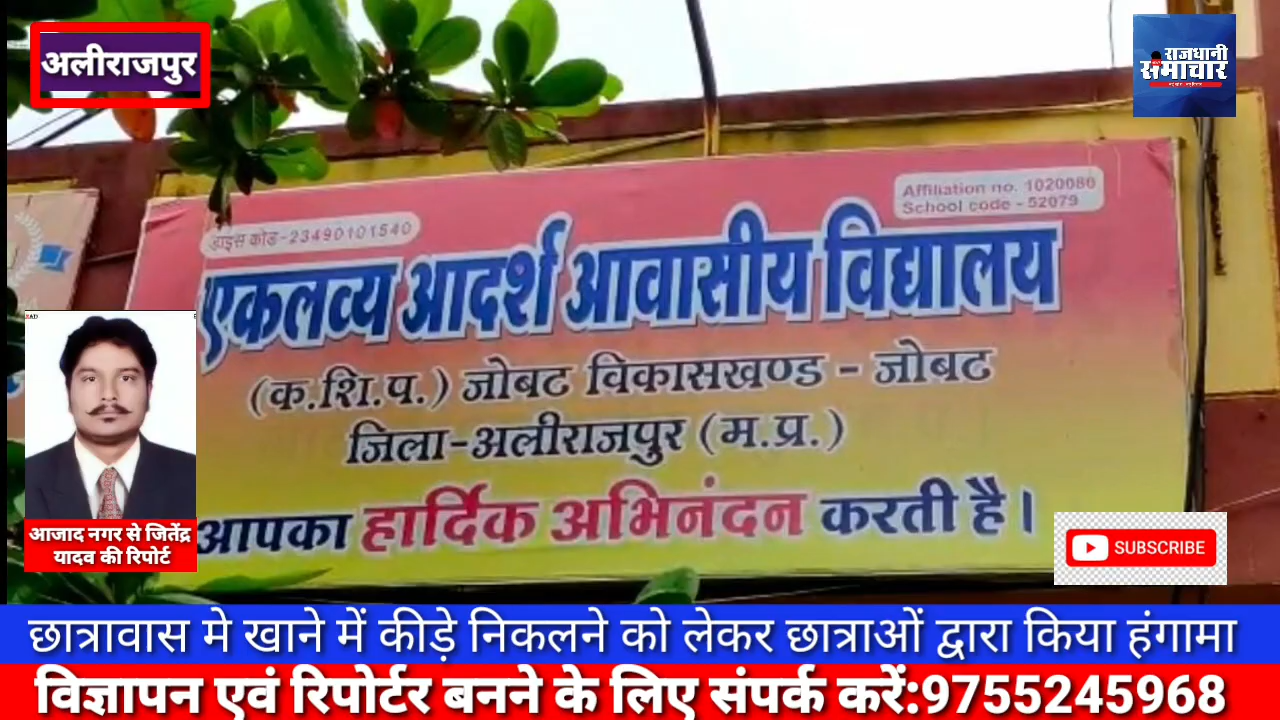 अलीराजपुर
राजधानी
समाचार
Affiliation no. 1020080
School code - 52079
डाइस कोड-23490101540
एकलव्य आदर्श आवासीय विद्यालय
(क.शि.प.) जोबट विकासखण्ड - जोबट
जिला-अलीराजपुर (म.प्र.)
आपका हार्दिक अभिनंदन करती है।
आजाद नगर से जितेंद्र
यादव की रिपोर्ट
SUBSCRIBE
छात्रावास मे खाने में कीड़े निकलने को लेकर छात्राओं द्वारा किया हंगामा
विज्ञापन एवं रिपोर्टर बनने के लिए संपर्क करें:9755245968